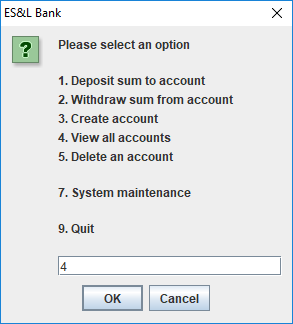 ES&L Bank
Please select an option
1. Deposit sum to account
2. Withdraw sum from account
3. Create account
4. View all accounts
5. Delete an account
7. System maintenance
9. Quit
4
OK Cancel